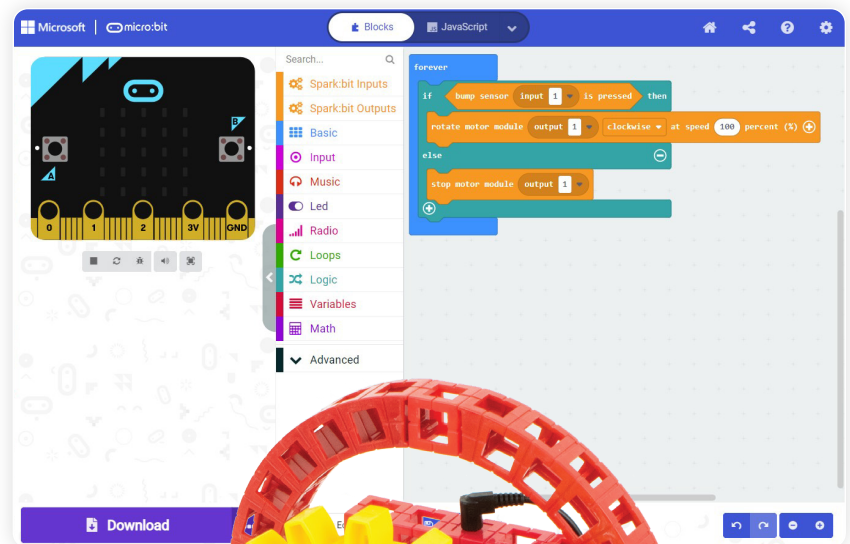 Microsoft | micro:bit
Blocks
JavaScript
Search...
Spark:bit Inputs
Spark:bit Outputs
Basic
Input
Music
Led
Radio
Loops
Logic
Variables
Math
Advanced
B
A
0 1 2 3V GND
forever
if bump sensor input 1 is pressed then
rotate motor module output 1 clockwise at speed 100 percent (%)
else
stop motor module output 1
Download